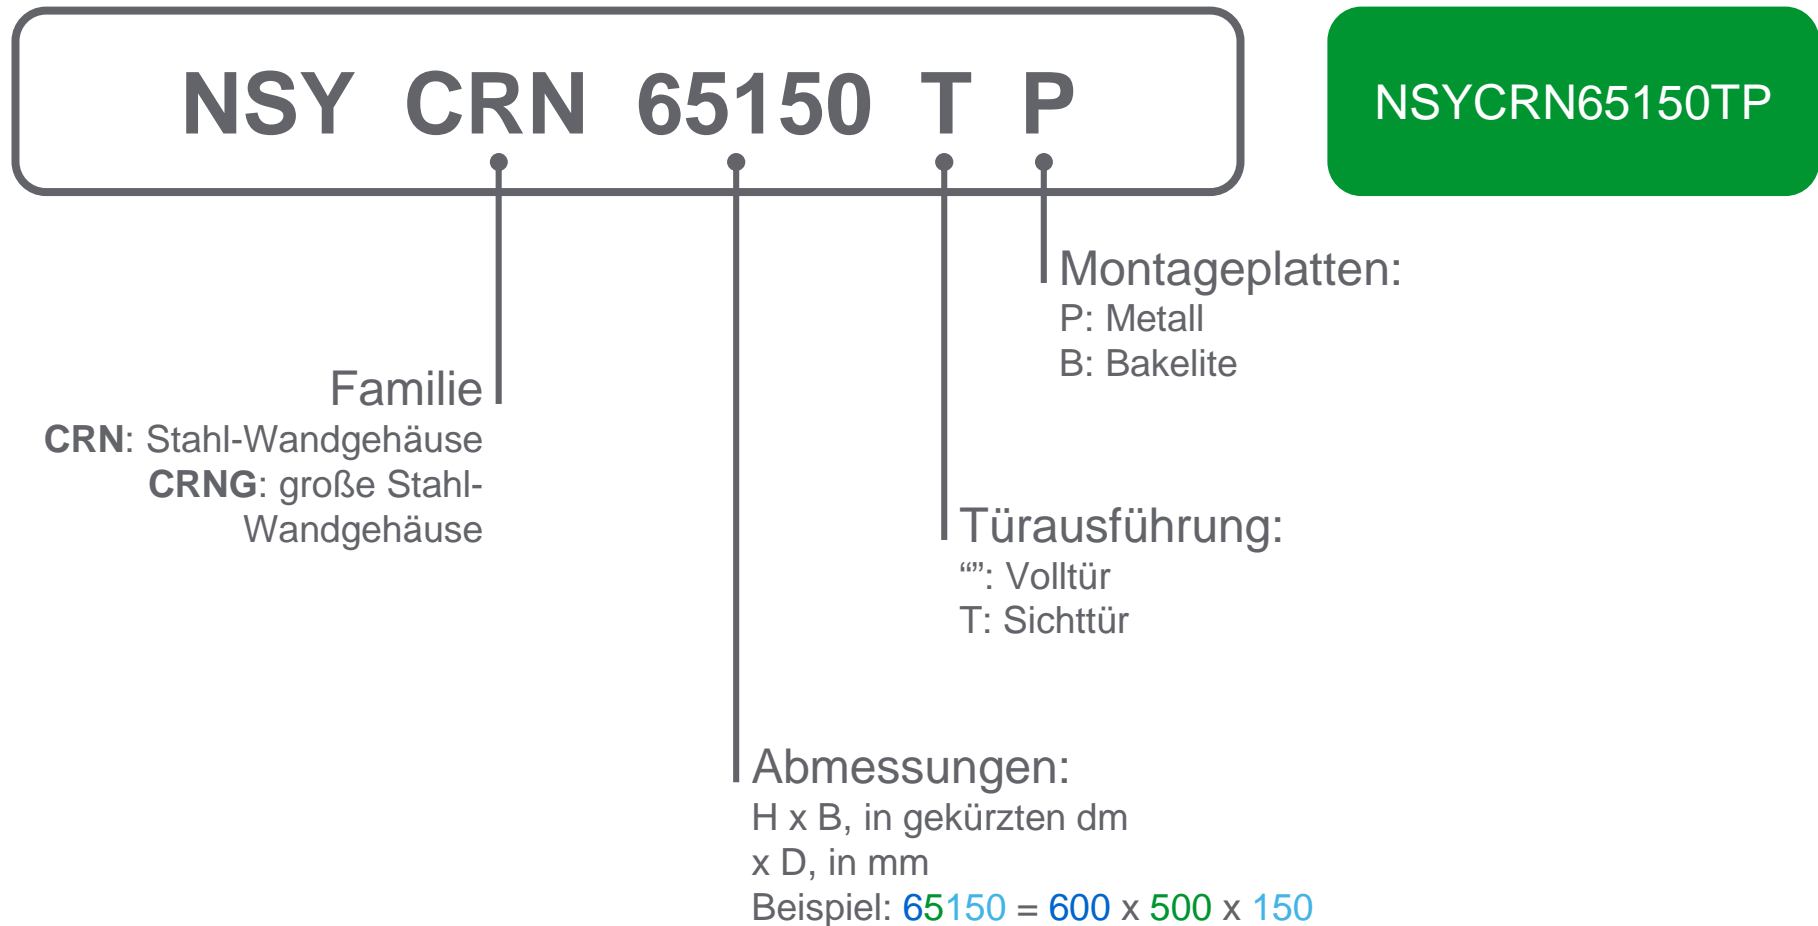 NSY CRN 65150 T P
NSYCRN65150TP
Montageplatten:
P: Metall
B: Bakelite
Familie
CRN: Stahl-Wandgehäuse
CRNG: große Stahl-
Wandgehäuse
Türausführung:
“”: Volltür
T: Sichttür
Abmessungen:
H x B, in gekürzten dm
x D, in mm
Beispiel: 65150 = 600 x 500 x 150